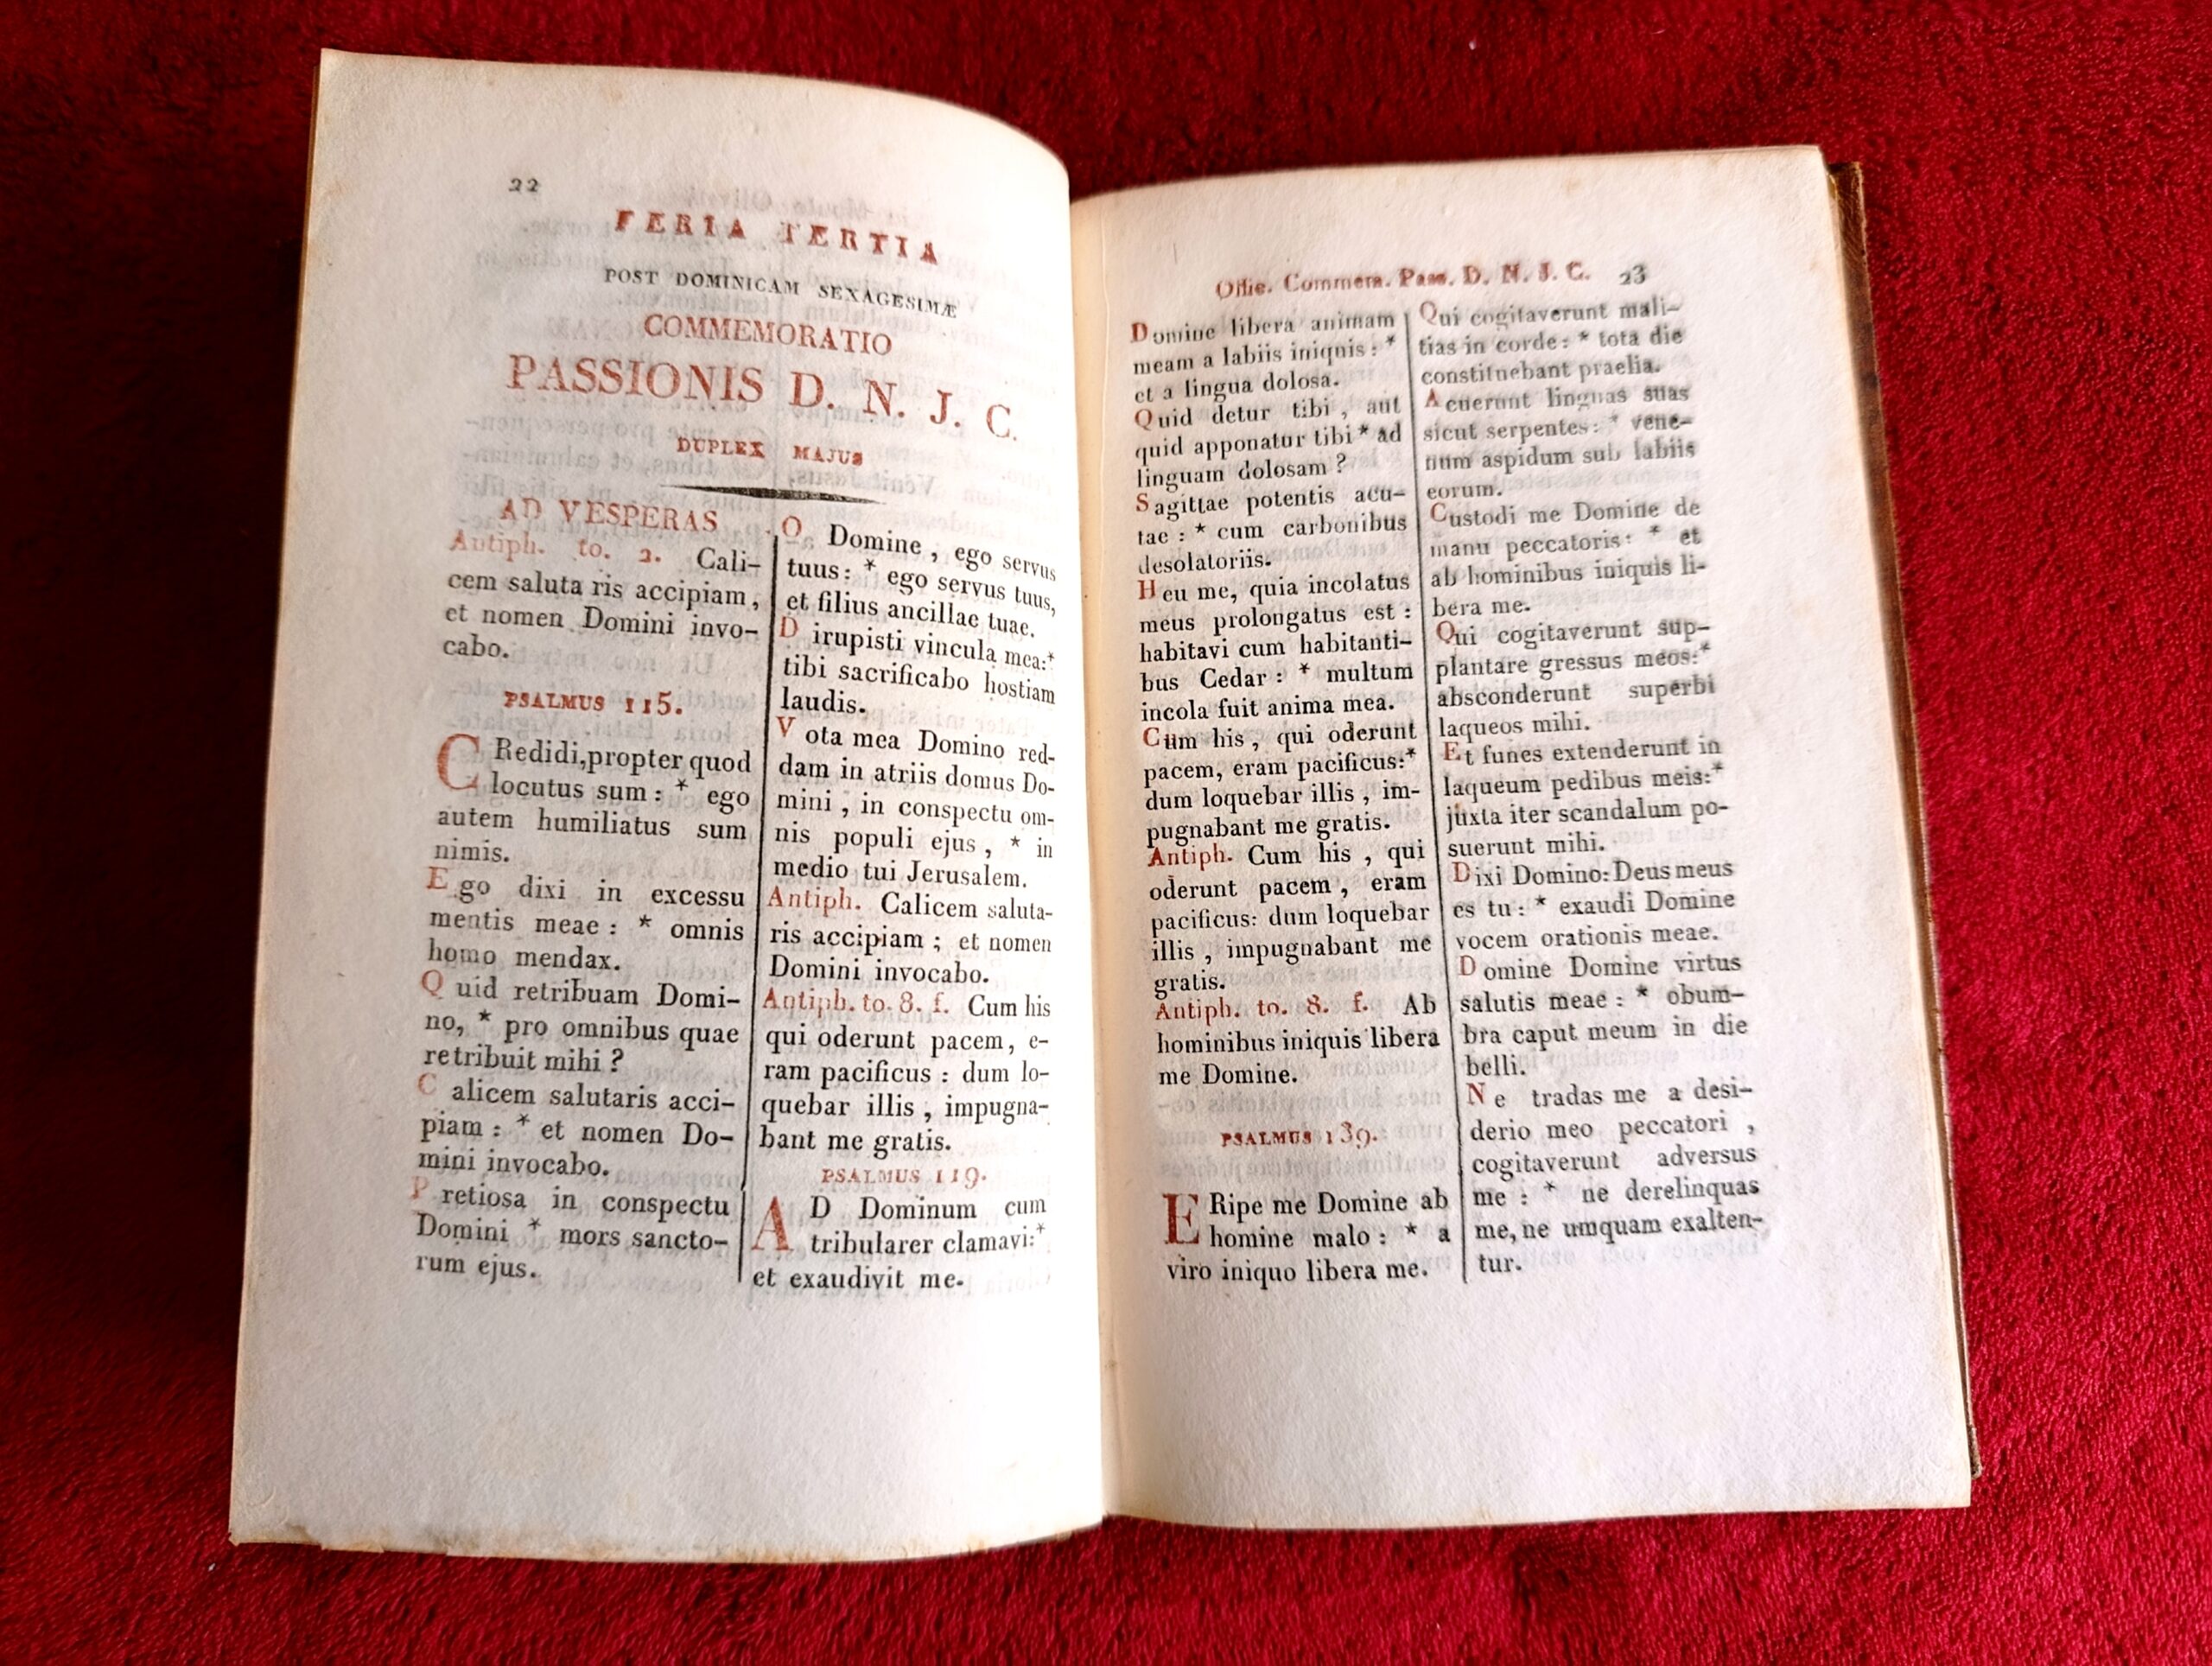 22
FERIA TERTIA
POST DOMINICAM SEXAGESIMÆ
COMMEMORATIO
PASSIONIS D. N. J. C.
DUPLEX MAJUS
AD VESPERAS
Antiph. to. 2. Cali-
cem saluta ris accipiam,
et nomen Domini invo-
cabo.
PSALMUS 115.
CRedidi, propter quod
locutus sum: * ego
autem humiliatus sum
nimis.
Ego dixi in excessu
mentis meae: * omnis
homo mendax.
Quid retribuam Domi-
no, * pro omnibus quae
retribuit mihi?
Calicem salutaris acci-
piam: * et nomen Do-
mini invocabo.
Pretiosa in conspectu
Domini * mors sancto-
rum ejus.
O Domine, ego servus
tuus: * ego servus tuus,
et filius ancillae tuae.
Dirupisti vincula mea:*
tibi sacrificabo hostiam
laudis.
Vota mea Domino red-
dam in atriis domus Do-
mini, in conspectu om-
nis populi ejus, * in
medio tui Jerusalem.
Antiph. Calicem saluta-
ris accipiam; et nomen
Domini invocabo.
Antiph. to. 8. f. Cum his
qui oderunt pacem, e-
ram pacificus: dum lo-
quebar illis, impugna-
bant me gratis.
PSALMUS 119.
AD Dominum cum
tribularer clamavi:*
et exaudivit me.
Offic. Commem. Pass. D. N. J. C. 23
Domine libera animam
meam a labiis iniquis: *
et a lingua dolosa.
Quid detur tibi, aut
quid apponatur tibi * ad
linguam dolosam?
Sagittae potentis acu-
tae: * cum carbonibus
desolatoriis.
Heu me, quia incolatus
meus prolongatus est:
habitavi cum habitanti-
bus Cedar: * multum
incola fuit anima mea.
Cum his, qui oderunt
pacem, eram pacificus:*
dum loquebar illis, im-
pugnabant me gratis.
Antiph. Cum his, qui
oderunt pacem, eram
pacificus: dum loquebar
illis, impugnabant me
gratis.
Antiph. to. 8. f. Ab
hominibus iniquis libera
me Domine.
PSALMUS 139.
ERipe me Domine ab
homine malo: * a
viro iniquo libera me.
Qui cogitaverunt mali-
tias in corde: * tota die
constituebant praelia.
Acuerunt linguas suas
sicut serpentes: * vene-
num aspidum sub labiis
eorum.
Custodi me Domine de
manu peccatoris: * et
ab hominibus iniquis li-
bera me.
Qui cogitaverunt sup-
plantare gressus meos:*
absconderunt superbi
laqueos mihi.
Et funes extenderunt in
laqueum pedibus meis:*
juxta iter scandalum po-
suerunt mihi.
Dixi Domino: Deus meus
es tu: * exaudi Domine
vocem orationis meae.
Domine Domine virtus
salutis meae: * obum-
bra caput meum in die
belli.
Ne tradas me a desi-
derio meo peccatori,
cogitaverunt adversus
me: * ne derelinquas
me, ne umquam exalten-
tur.